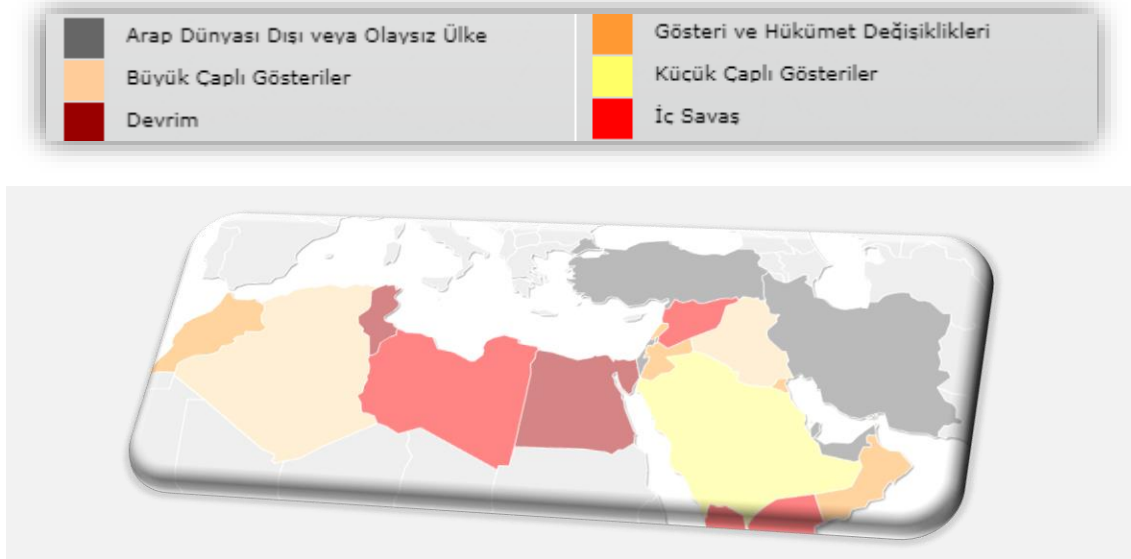 Arap Dünyası Dışı veya Olaysız Ülke
Büyük Çaplı Gösteriler
Devrim
Gösteri ve Hükümet Değişiklikleri
Küçük Çaplı Gösteriler
İç Savaş